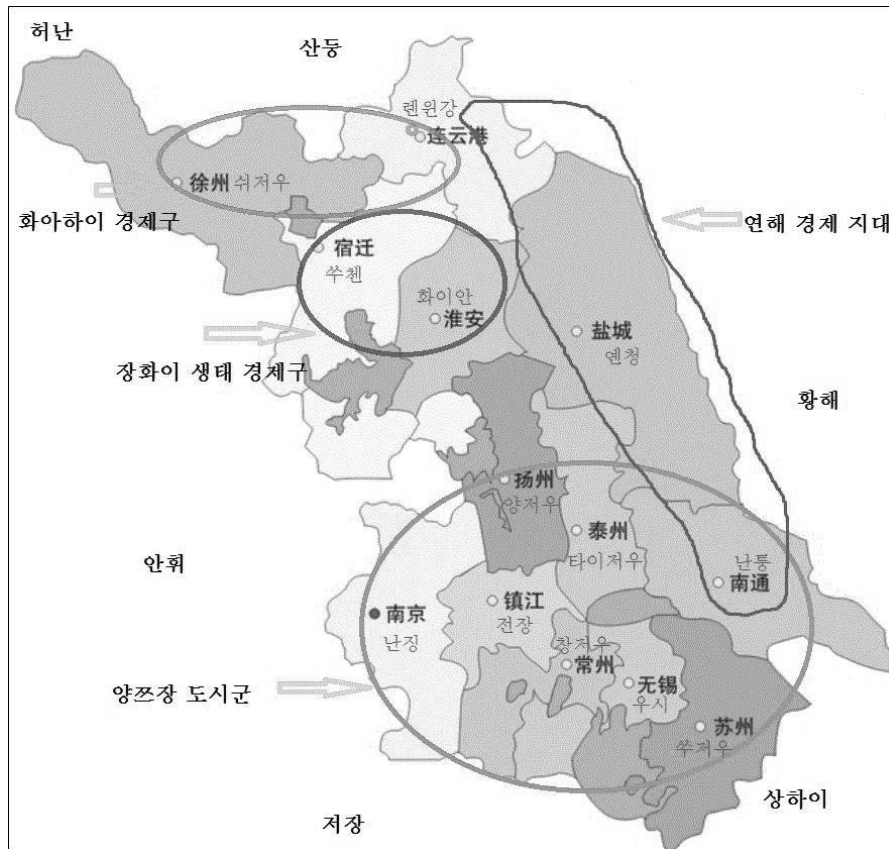 허난
산둥
롄윈강
连云港
徐州 쉬저우
화아하이 경제구
연해 경제 지대
宿迁
쑤첸
화이안
淮安
盐城
옌청
장화이 생태 경제구
황해
扬州
양저우
泰州
타이저우
안휘
난퉁
南通
镇江
南京
전장
난징
창저우
常州
无锡
우시
양쯔장 도시군
苏州
쑤저우
상하이
저장